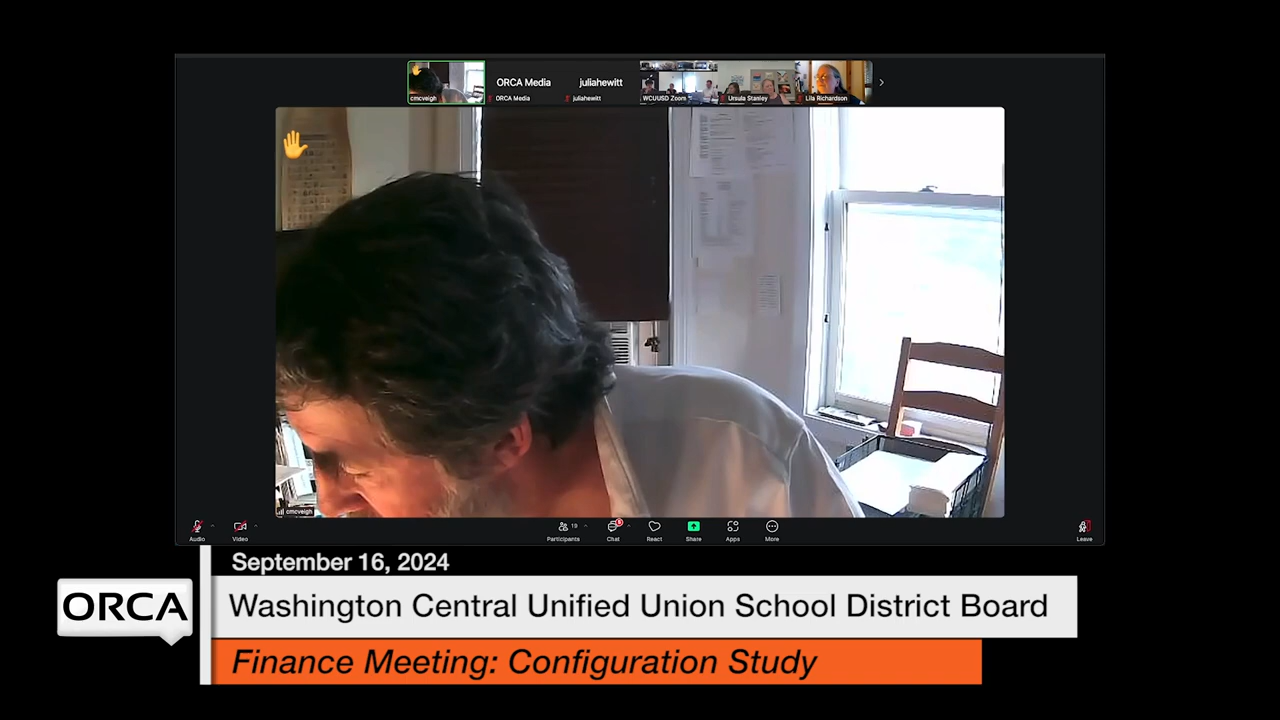 ORCA Media
juliahewitt
cmcveigh
ORCA Media
juliahewitt
WCUUSD Zoom
Ursula Stanley
Lila Richardson
cmcveigh
Audio
Video
19
Participants
Chat
React
Share
Apps
More
Leave
September 16, 2024
ORCA
Washington Central Unified Union School District Board
Finance Meeting: Configuration Study